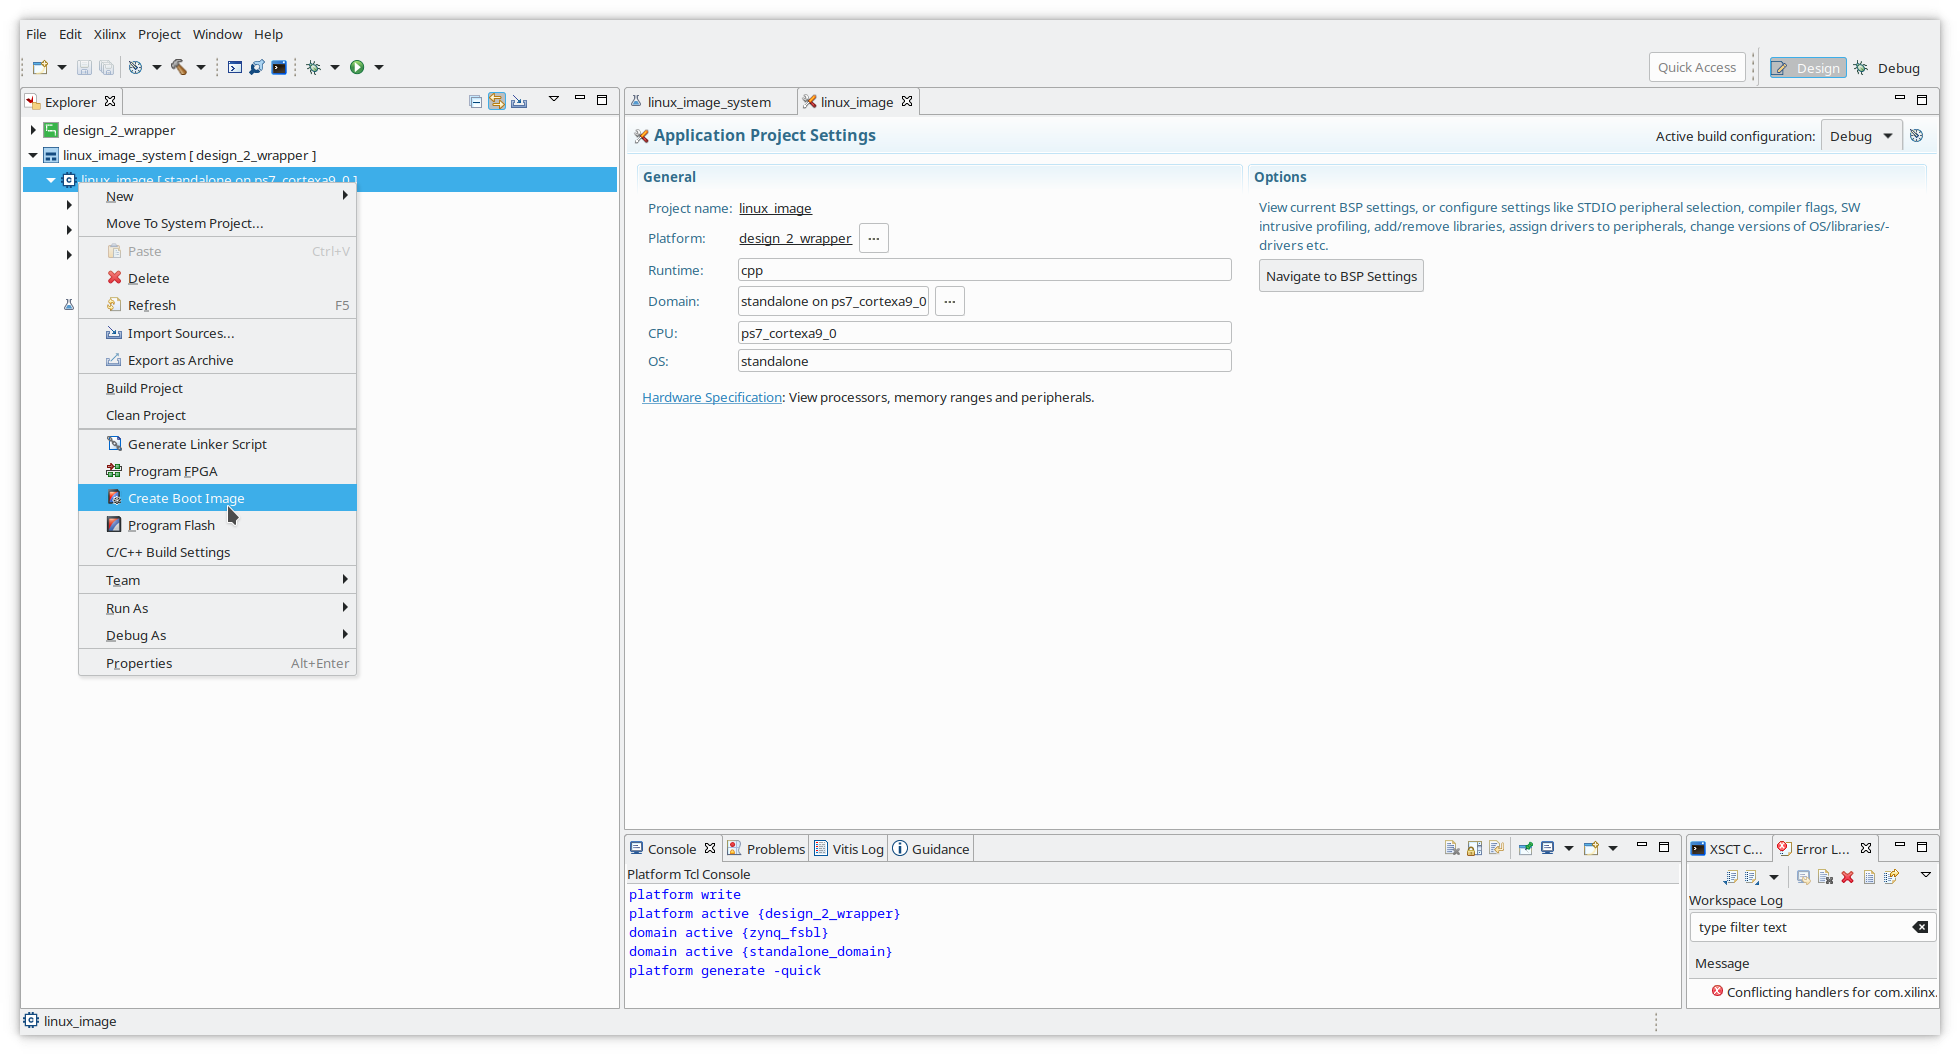 File Edit Xilinx Project Window Help
Quick Access
Design
Debug
Explorer
design_2_wrapper
linux_image_system [ design_2_wrapper ]
linux_image [ standalone on ps7_cortexa9_0 ]
New
Move To System Project...
Paste Ctrl+V
Delete
Refresh F5
Import Sources...
Export as Archive
Build Project
Clean Project
Generate Linker Script
Program FPGA
Create Boot Image
Program Flash
C/C++ Build Settings
Team
Run As
Debug As
Properties Alt+Enter
linux_image_system
linux_image
Application Project Settings
Active build configuration: Debug
General
Project name: linux_image
Platform: design_2_wrapper ...
Runtime: cpp
Domain: standalone on ps7_cortexa9_0 ...
CPU: ps7_cortexa9_0
OS: standalone
Hardware Specification: View processors, memory ranges and peripherals.
Options
View current BSP settings, or configure settings like STDIO peripheral selection, compiler flags, SW
intrusive profiling, add/remove libraries, assign drivers to peripherals, change versions of OS/libraries/-
drivers etc.
Navigate to BSP Settings
Console
Problems
Vitis Log
Guidance
Platform Tcl Console
platform write
platform active {design_2_wrapper}
domain active {zynq_fsbl}
domain active {standalone_domain}
platform generate -quick
XSCT C...
Error L...
Workspace Log
type filter text
Message
Conflicting handlers for com.xilinx.
linux_image